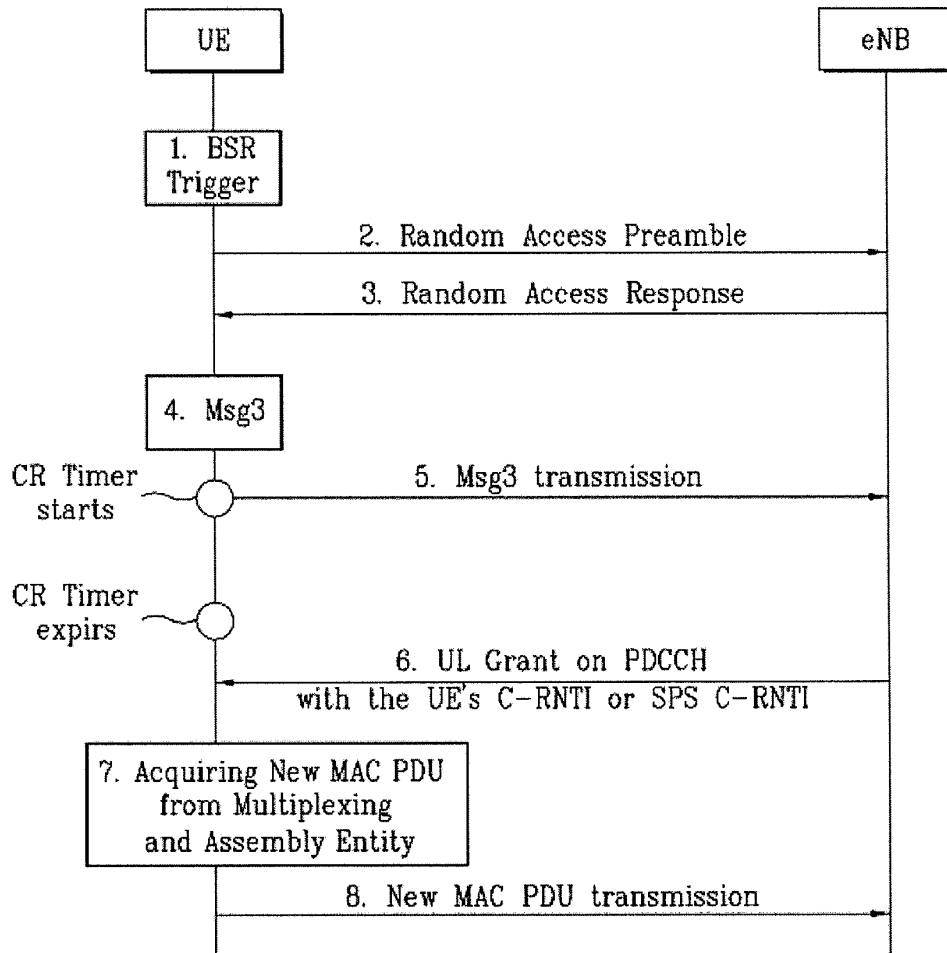 UE
eNB
1. BSR
Trigger
2. Random Access Preamble
3. Random Access Response
4. Msg3
CR Timer
starts
5. Msg3 transmission
CR Timer
expirs
6. UL Grant on PDCCH
with the UE's C-RNTI or SPS C-RNTI
7. Acquiring New MAC PDU
from Multiplexing
and Assembly Entity
8. New MAC PDU transmission